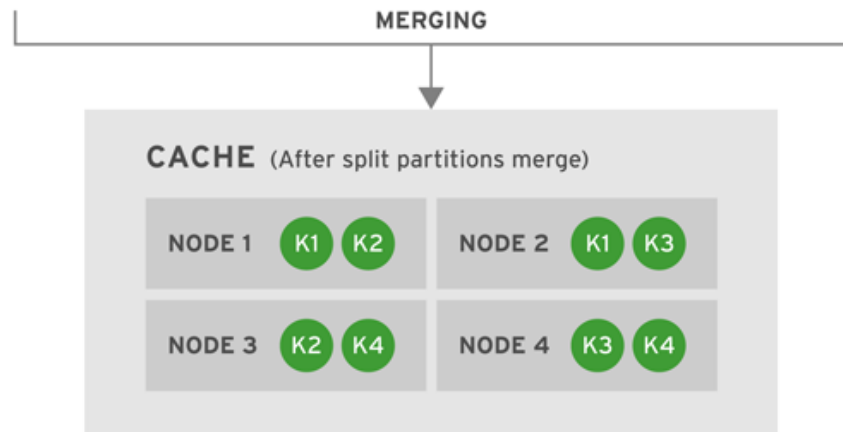 MERGING
CACHE (After split partitions merge)
NODE 1 K1 K2 NODE 2 K1 K3
NODE 3 K2 K4 NODE 4 K3 K4